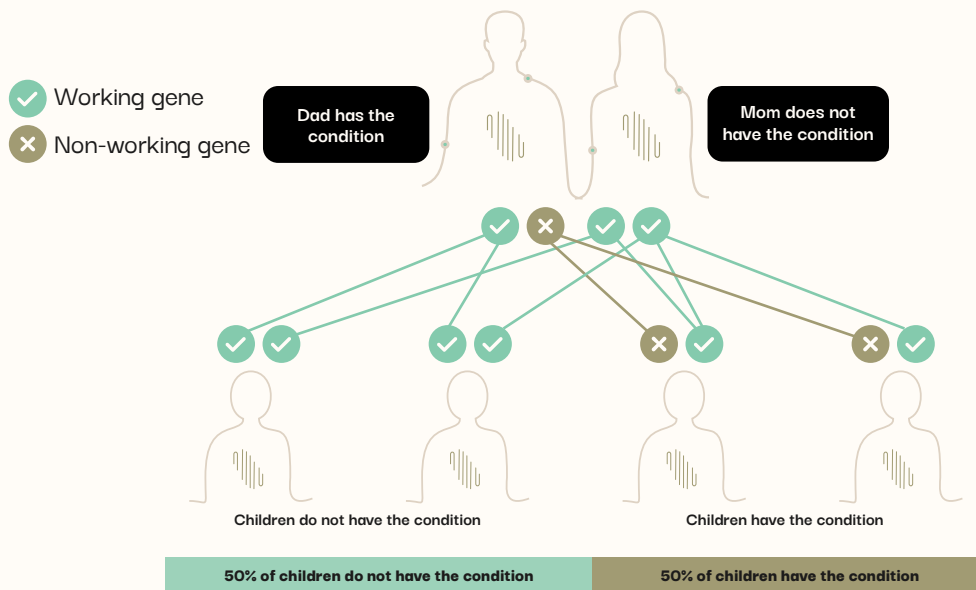 Working gene
Non-working gene
Dad has the
condition
Mom does not
have the condition
Children do not have the condition
Children have the condition
50% of children do not have the condition
50% of children have the condition